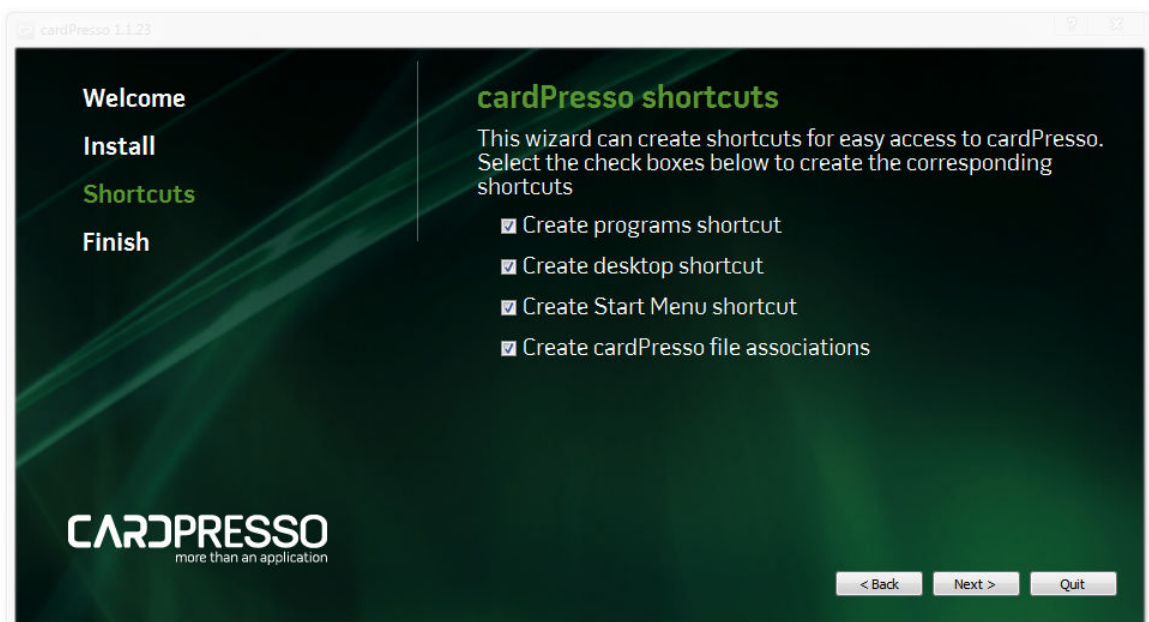 cardPresso 1.1.23
Welcome
Install
Shortcuts
Finish
cardPresso shortcuts
This wizard can create shortcuts for easy access to cardPresso.
Select the check boxes below to create the corresponding
shortcuts
Create programs shortcut
Create desktop shortcut
Create Start Menu shortcut
Create cardPresso file associations
CARDPRESSO
more than an application
< Back
Next >
Quit